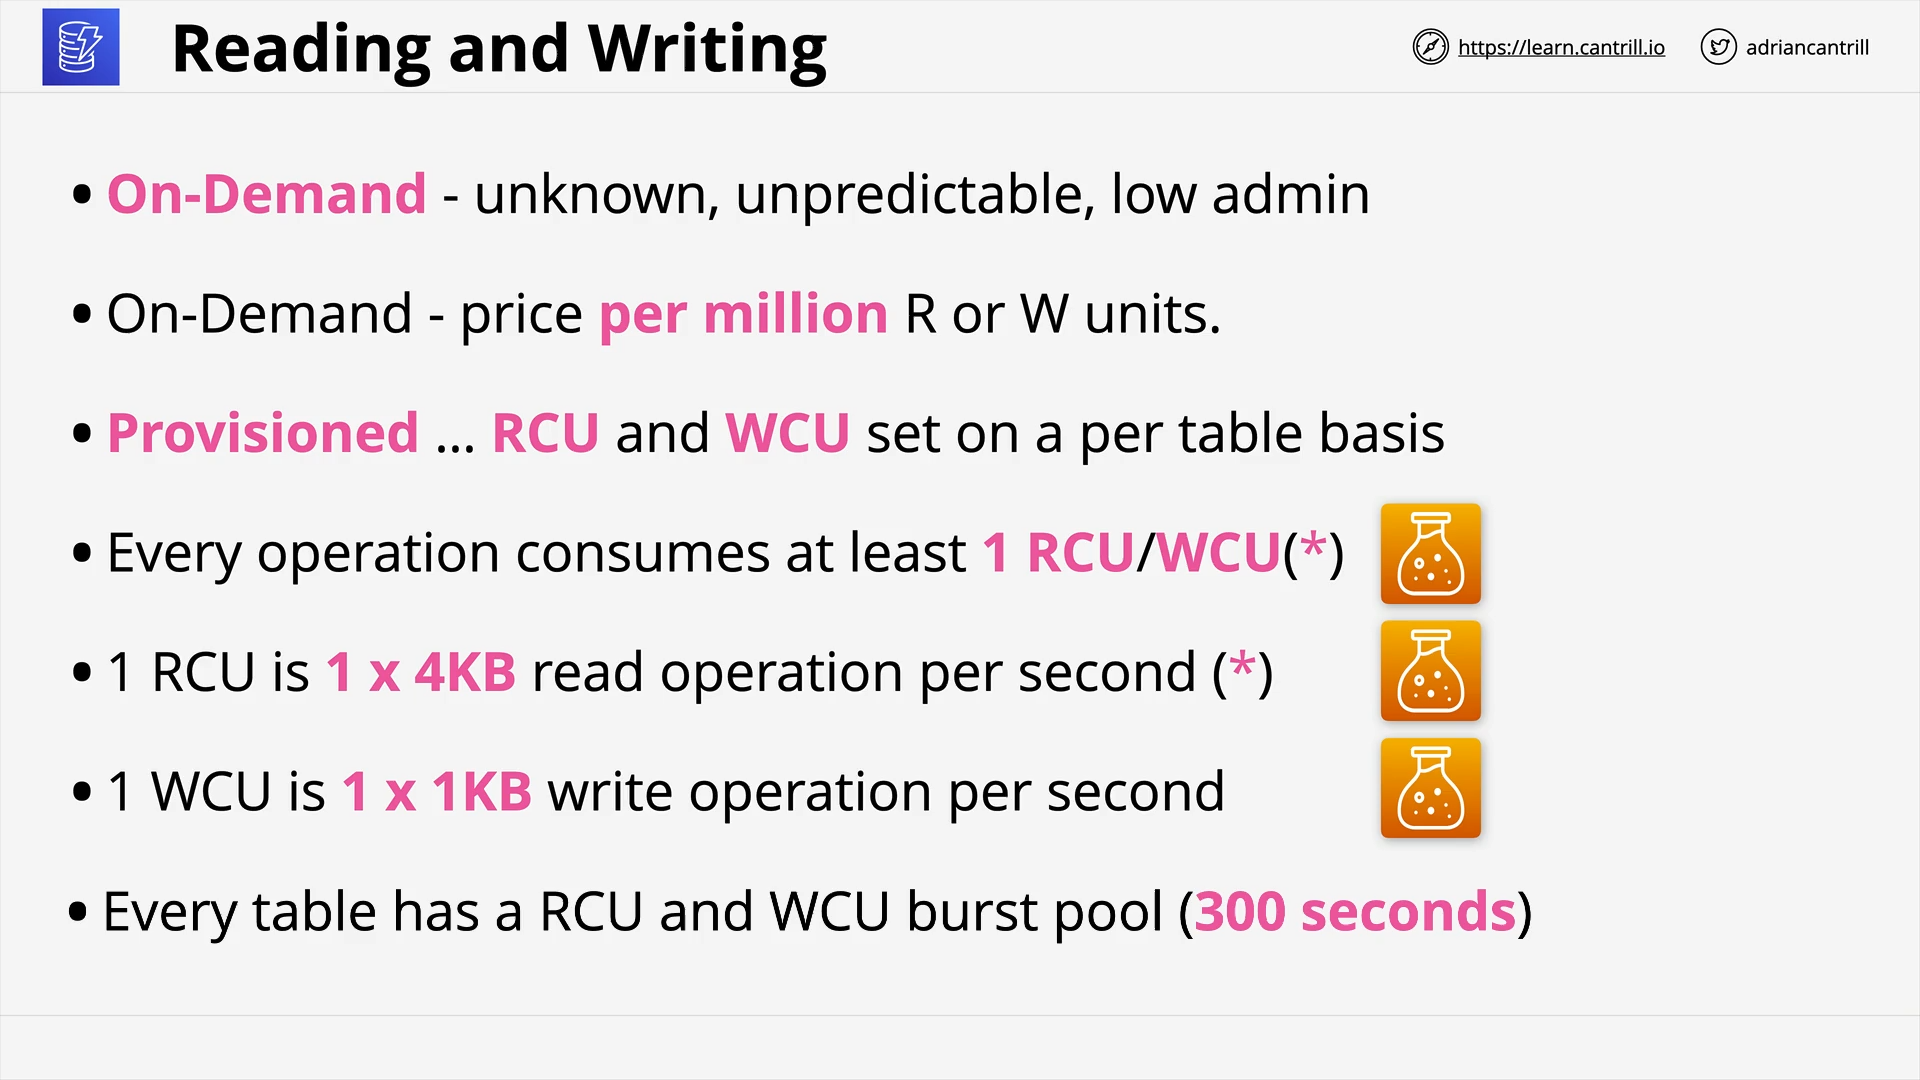 Reading and Writing
https://learn.cantrill.io
adriancantrill
• On-Demand - unknown, unpredictable, low admin
• On-Demand - price per million R or W units.
• Provisioned ... RCU and WCU set on a per table basis
• Every operation consumes at least 1 RCU/WCU(*)
• 1 RCU is 1 x 4KB read operation per second (*)
• 1 WCU is 1 x 1KB write operation per second
• Every table has a RCU and WCU burst pool (300 seconds)